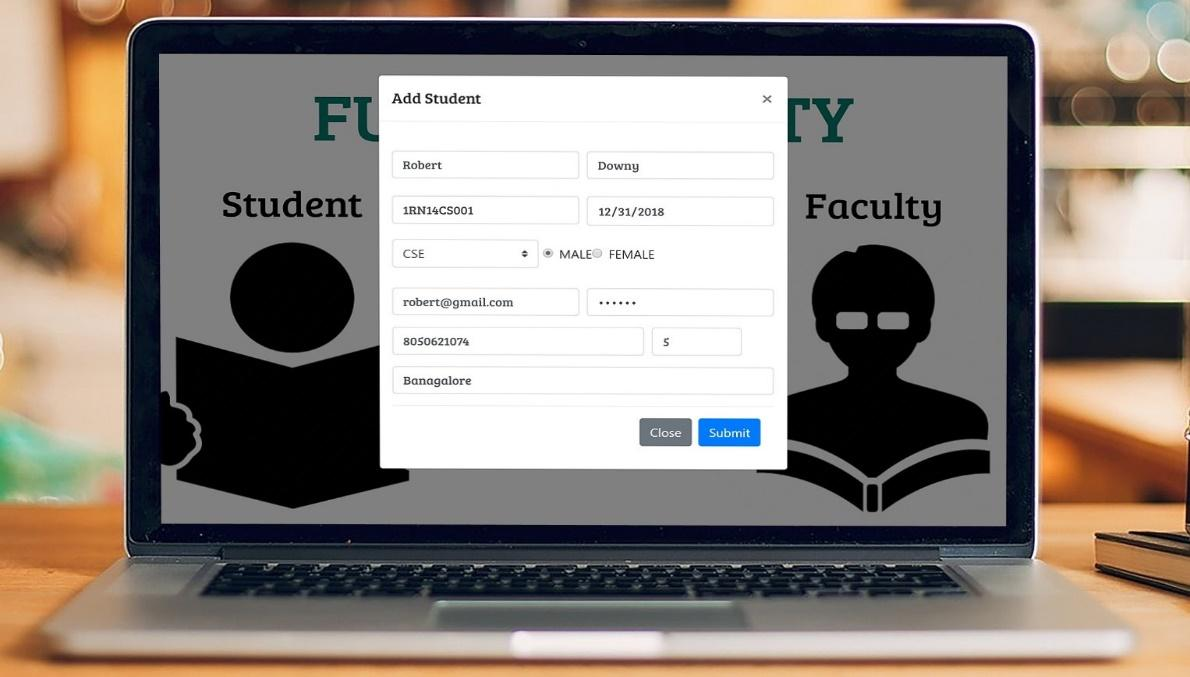 Add Student ×
FU TY
Robert Downy
Student Faculty
1RN14CS001 12/31/2018
CSE MALE FEMALE
robert@gmail.com ••••••
8050621074 5
Banagalore
Close Submit